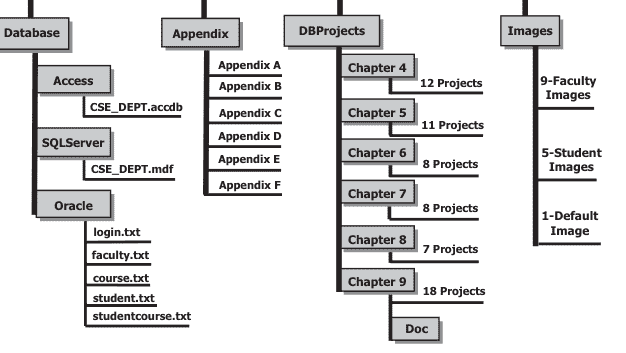 Database
Access
CSE_DEPT.accdb
SQLServer
CSE_DEPT.mdf
Oracle
login.txt
faculty.txt
course.txt
student.txt
studentcourse.txt
Appendix
Appendix A
Appendix B
Appendix C
Appendix D
Appendix E
Appendix F
DBProjects
Chapter 4
12 Projects
Chapter 5
11 Projects
Chapter 6
8 Projects
Chapter 7
8 Projects
Chapter 8
7 Projects
Chapter 9
18 Projects
Doc
Images
9-Faculty
Images
5-Student
Images
1-Default
Image